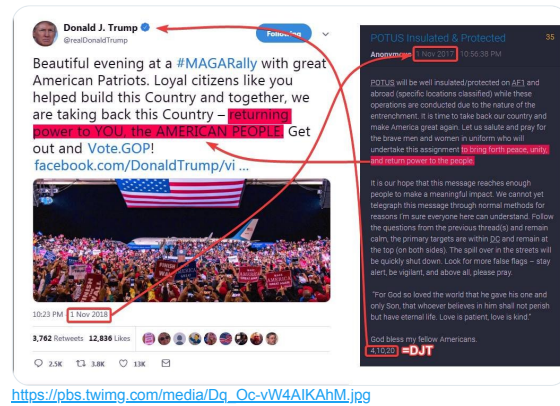 Donald J. Trump
@realDonaldTrump
Following
Beautiful evening at a #MAGARally with great
American Patriots. Loyal citizens like you
helped build this Country and together, we
are taking back this Country – returning
power to YOU, the AMERICAN PEOPLE. Get
out and Vote.GOP!
facebook.com/DonaldTrump/vi ...
10:23 PM - 1 Nov 2018
3,762 Retweets 12,836 Likes
2.5K 3.8K 13K
POTUS Insulated & Protected 35
Anonymous 1 Nov 2017 10:56:38 PM
POTUS will be well insulated/protected on AF1 and
abroad (specific locations classified) while these
operations are conducted due to the nature of the
entrenchment. It is time to take back our country and
make America great again. Let us salute and pray for
the brave men and women in uniform who will
undertake this assignment to bring forth peace, unity,
and return power to the people.
It is our hope that this message reaches enough
people to make a meaningful impact. We cannot yet
telegraph this message through normal methods for
reasons I'm sure everyone here can understand. Follow
the questions from the previous thread(s) and remain
calm, the primary targets are within DC and remain at
the top (on both sides). The spill over in the streets will
be quickly shut down. Look for more false flags – stay
alert, be vigilant, and above all, please pray.
"For God so loved the world that he gave his one and
only Son, that whoever believes in him shall not perish
but have eternal life. Love is patient, love is kind."
God bless my fellow Americans.
4,10,20 =DJT
https://pbs.twimg.com/media/Dq_Oc-vW4AIKAhM.jpg